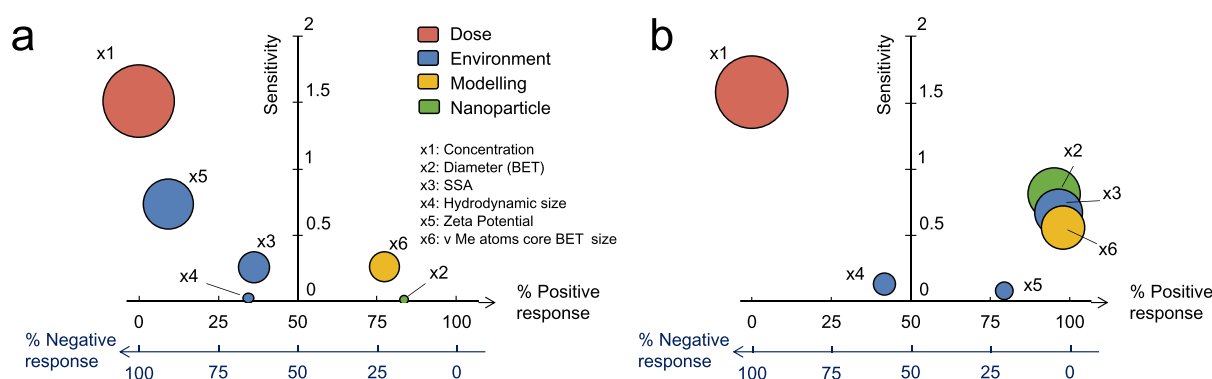 a
x1
Sensitivity
2
1.5
1
0.5
0
x5
x3
x4
x6
x2
Dose
Environment
Modelling
Nanoparticle
x1: Concentration
x2: Diameter (BET)
x3: SSA
x4: Hydrodynamic size
x5: Zeta Potential
x6: v Me atoms core BET size
0 25 50 75 100
% Positive
response
% Negative
response
100 75 50 25 0
b
x1
Sensitivity
2
1.5
1
0.5
0
x2
x3
x6
x4
x5
0 25 50 75 100
% Positive
response
% Negative
response
100 75 50 25 0